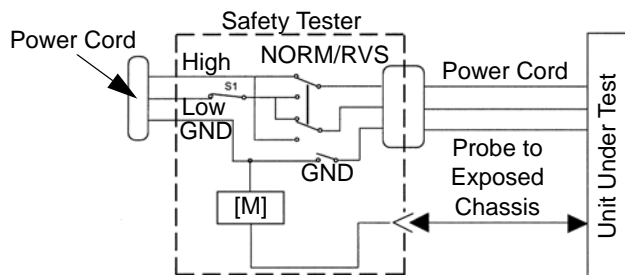 Safety Tester
Power Cord
High
NORM/RVS
S1
Low
GND
Power Cord
GND
[M]
Probe to
Exposed
Chassis
Unit Under Test